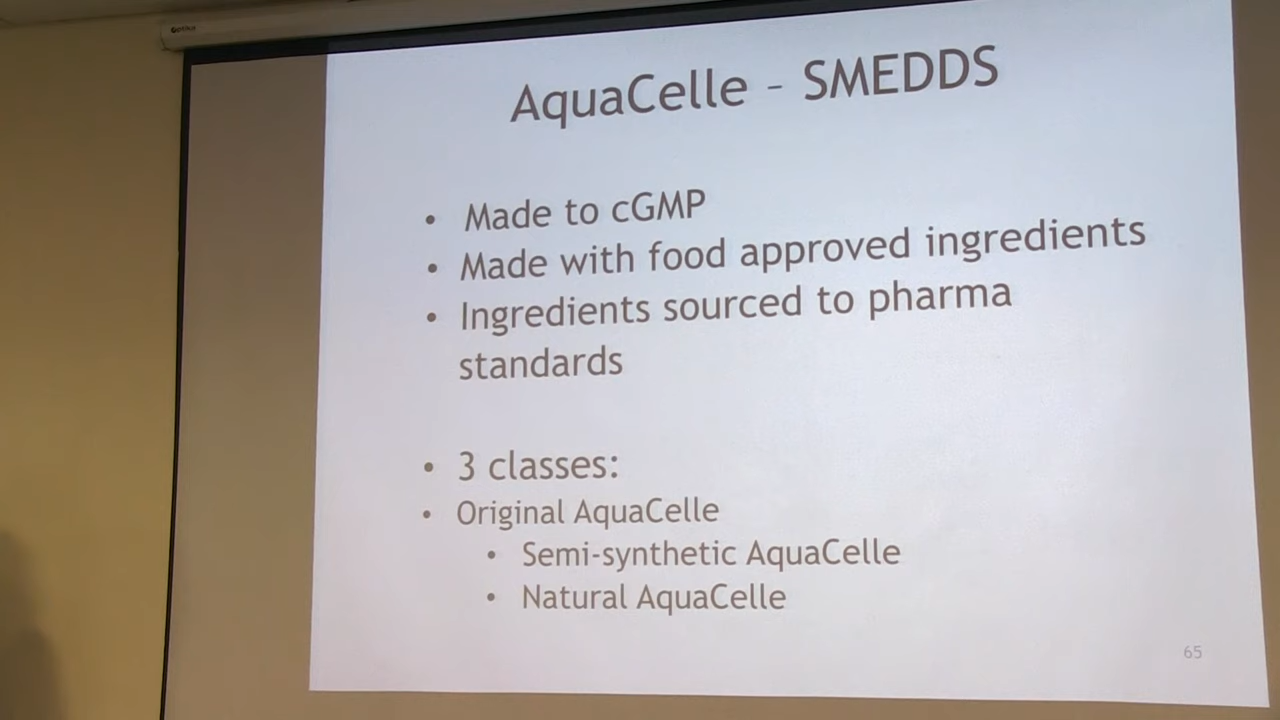 AquaCelle – SMEDDS
• Made to cGMP
• Made with food approved ingredients
• Ingredients sourced to pharma
standards
• 3 classes:
• Original AquaCelle
• Semi-synthetic AquaCelle
• Natural AquaCelle
65